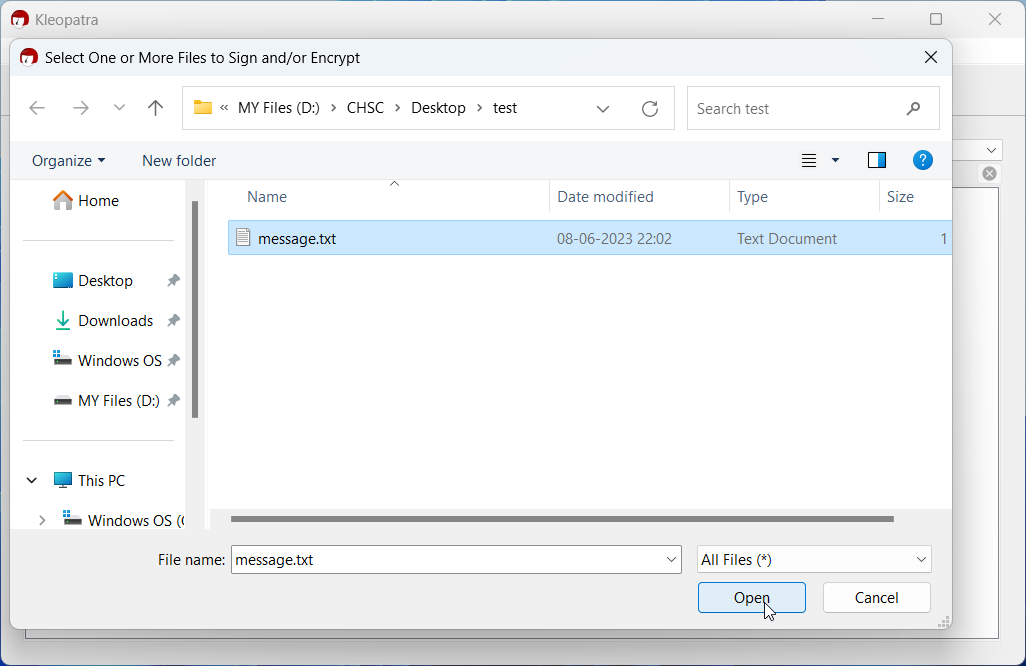 Kleopatra
Select One or More Files to Sign and/or Encrypt
« MY Files (D:) > CHSC > Desktop > test
Search test
Organize
New folder
?
Name
Date modified
Type
Size
Home
message.txt
08-06-2023 22:02
Text Document
1
Desktop
Downloads
Windows OS
MY Files (D:)
This PC
Windows OS (
File name:
message.txt
All Files (*)
Open
Cancel